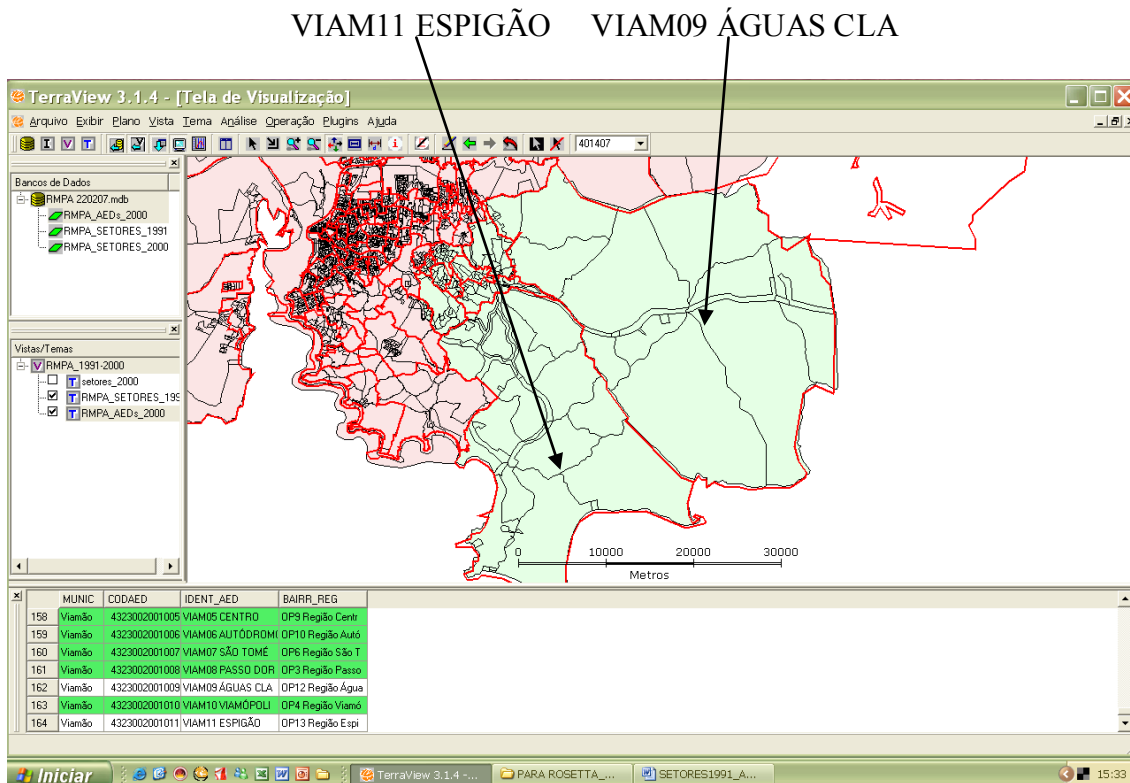 VIAM11 ESPIGÃO VIAM09 ÁGUAS CLA
TerraView 3.1.4 - [Tela de Visualização]
Arquivo Exibir Plano Vista Tema Análise Operação Plugins Ajuda
401407
Bancos de Dados
RMPA 220207.mdb
RMPA_AEDs_2000
RMPA_SETORES_1991
RMPA_SETORES_2000
Vistas/Temas
RMPA_1991-2000
setores_2000
RMPA_SETORES_199
RMPA_AEDs_2000
0 10000 20000 30000
Metros
MUNIC CODAED IDENT_AED BAIRR_REG
158 Viamão 4323002001005 VIAM05 CENTRO OP9 Região Centr
159 Viamão 4323002001006 VIAM06 AUTÓDROM OP10 Região Autó
160 Viamão 4323002001007 VIAM07 SÃO TOMÉ OP6 Região São T
161 Viamão 4323002001008 VIAM08 PASSO DOR OP3 Região Passo
162 Viamão 4323002001009 VIAM09 ÁGUAS CLA OP12 Região Água
163 Viamão 4323002001010 VIAM10 VIAMÓPOLI OP4 Região Viamó
164 Viamão 4323002001011 VIAM11 ESPIGÃO OP13 Região Espi
Iniciar TerraView 3.1.4 -... PARA ROSETTA_... SETORES1991_A... 15:33